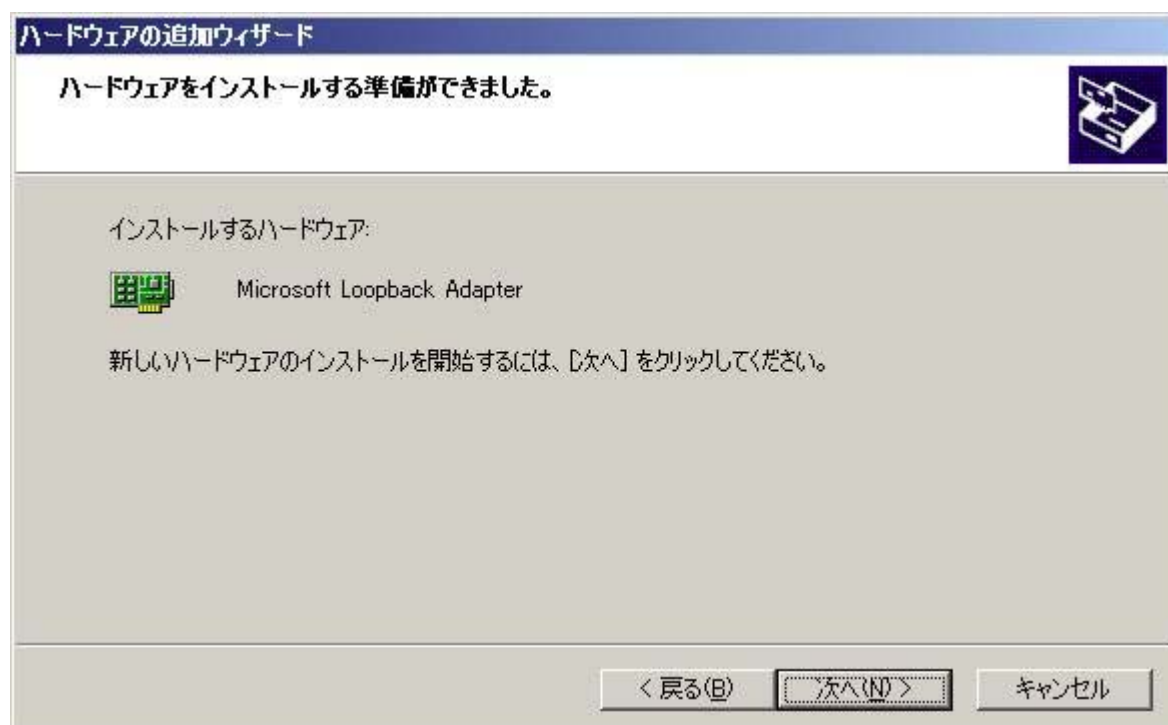 ハードウェアの追加ウィザード
ハードウェアをインストールする準備ができました。
インストールするハードウェア:
Microsoft Loopback Adapter
新しいハードウェアのインストールを開始するには、[次へ] をクリックしてください。
< 戻る(B) 次へ(N) > キャンセル